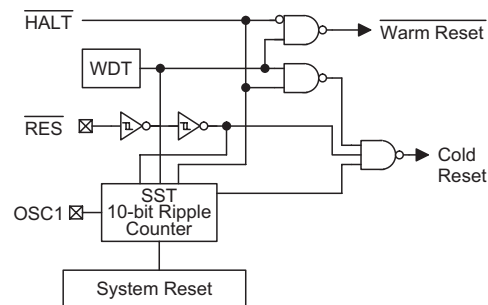 HALT
Warm Reset
WDT
RES
Cold
Reset
SST
10-bit Ripple
Counter
OSC1
System Reset